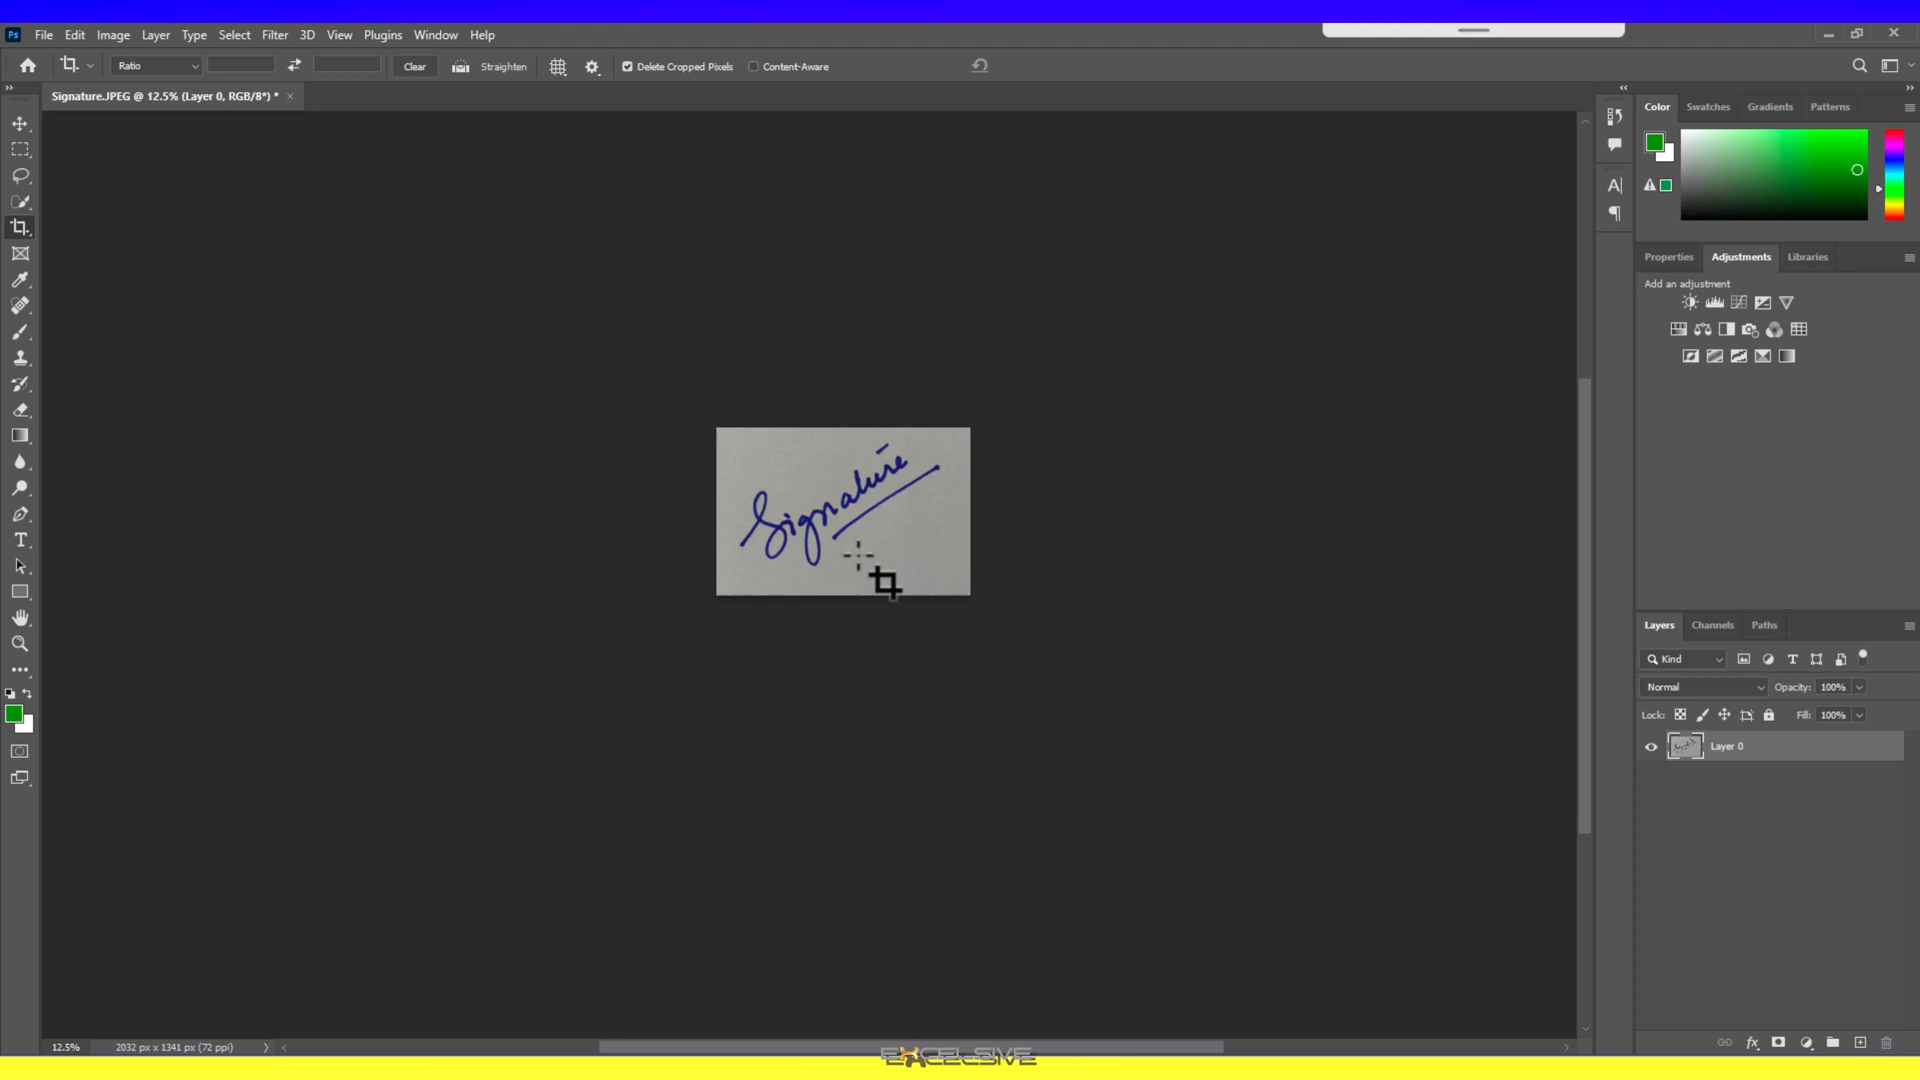 Ps File Edit Image Layer Type Select Filter 3D View Plugins Window Help
Ratio Clear Straighten Delete Cropped Pixels Content-Aware
Signature.JPEG @ 12.5% (Layer 0, RGB/8*) *
Color Swatches Gradients Patterns
Properties Adjustments Libraries
Add an adjustment
Signature
Layers Channels Paths
Kind
Normal Opacity: 100%
Lock: Fill: 100%
Layer 0
12.5% 2032 px x 1341 px (72 ppi)
EXCELSIVE